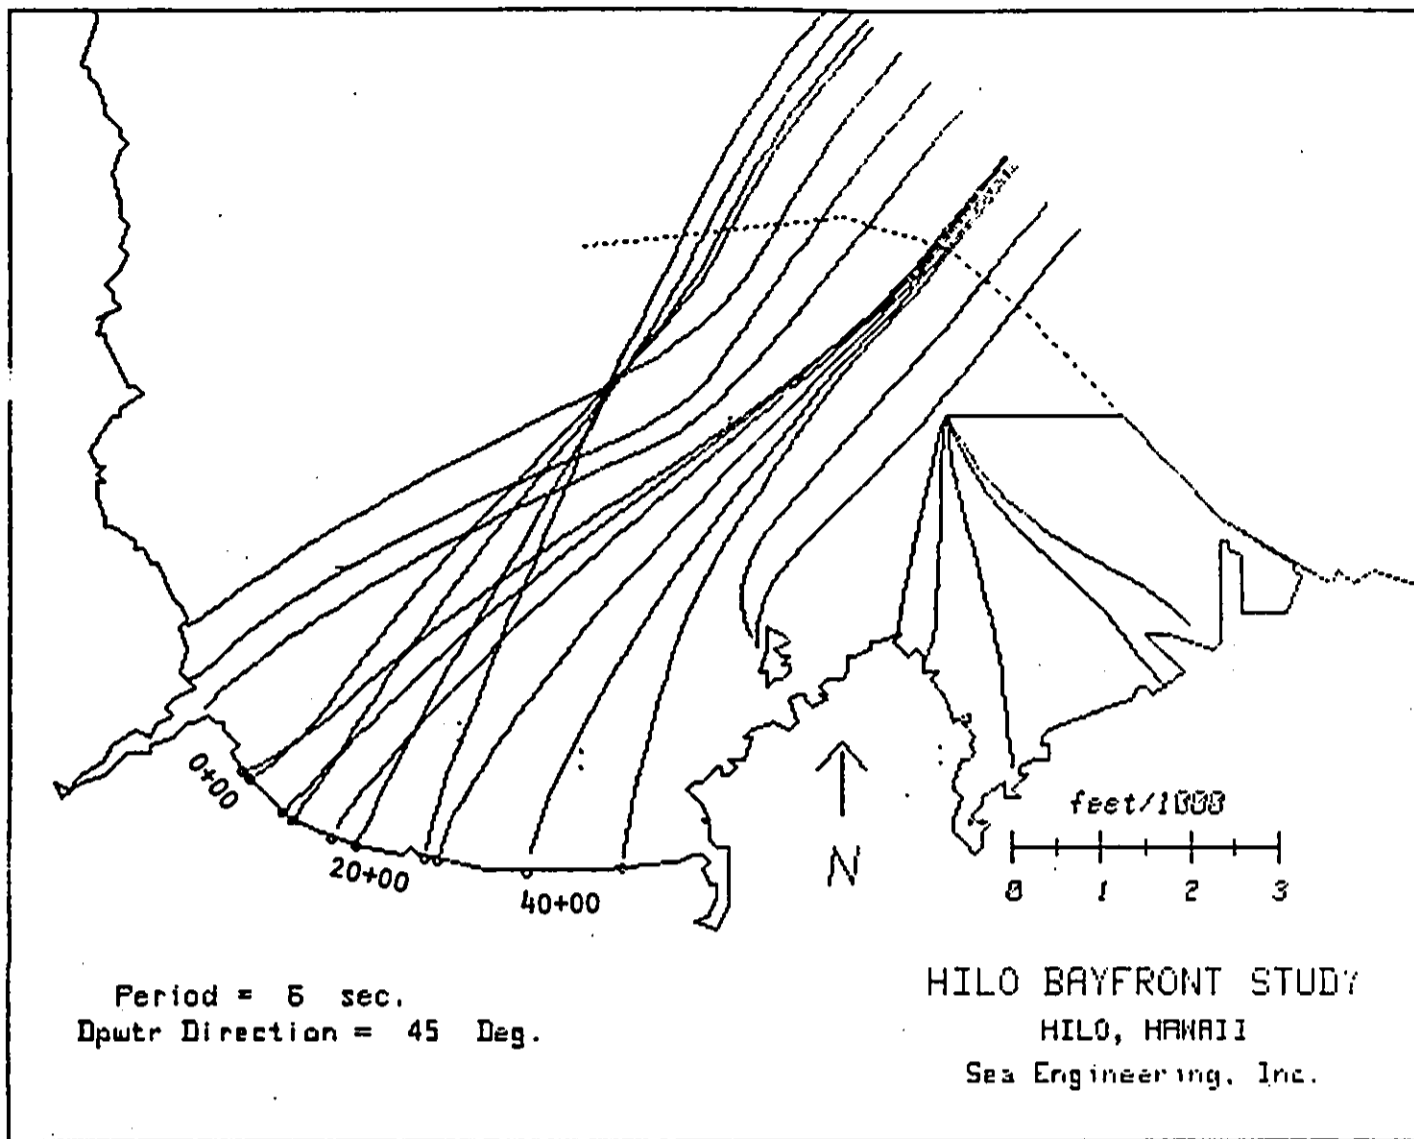 0+00
20+00
40+00
N
feet/1000
0 1 2 3
Period = 6 sec.
Dpwtr Direction = 45 Deg.
HILO BAYFRONT STUDY
HILO, HAWAII
Sea Engineering, Inc.